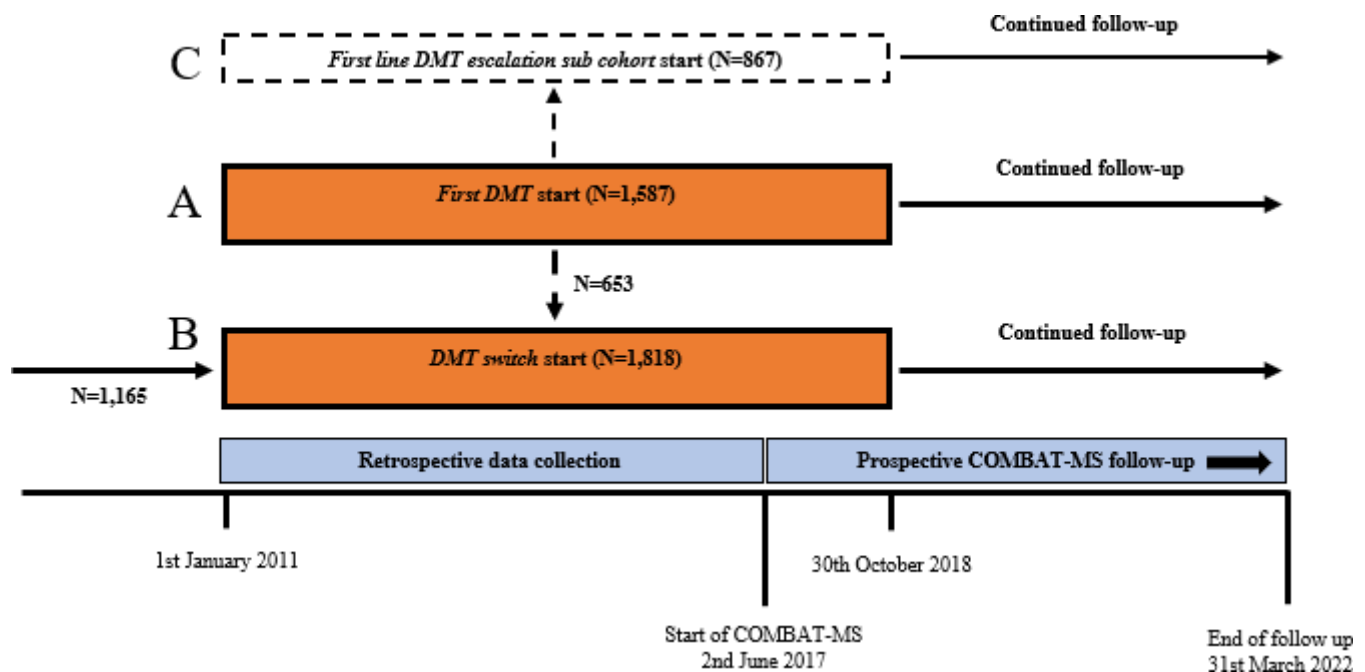 Continued follow-up
C
First line DMT escalation sub cohort start (N=867)
Continued follow-up
A
First DMT start (N=1,587)
N=653
B
DMT switch start (N=1,818)
Continued follow-up
N=1,165
Retrospective data collection
Prospective COMBAT-MS follow-up
1st January 2011
30th October 2018
Start of COMBAT-MS
2nd June 2017
End of follow up
31st March 2022